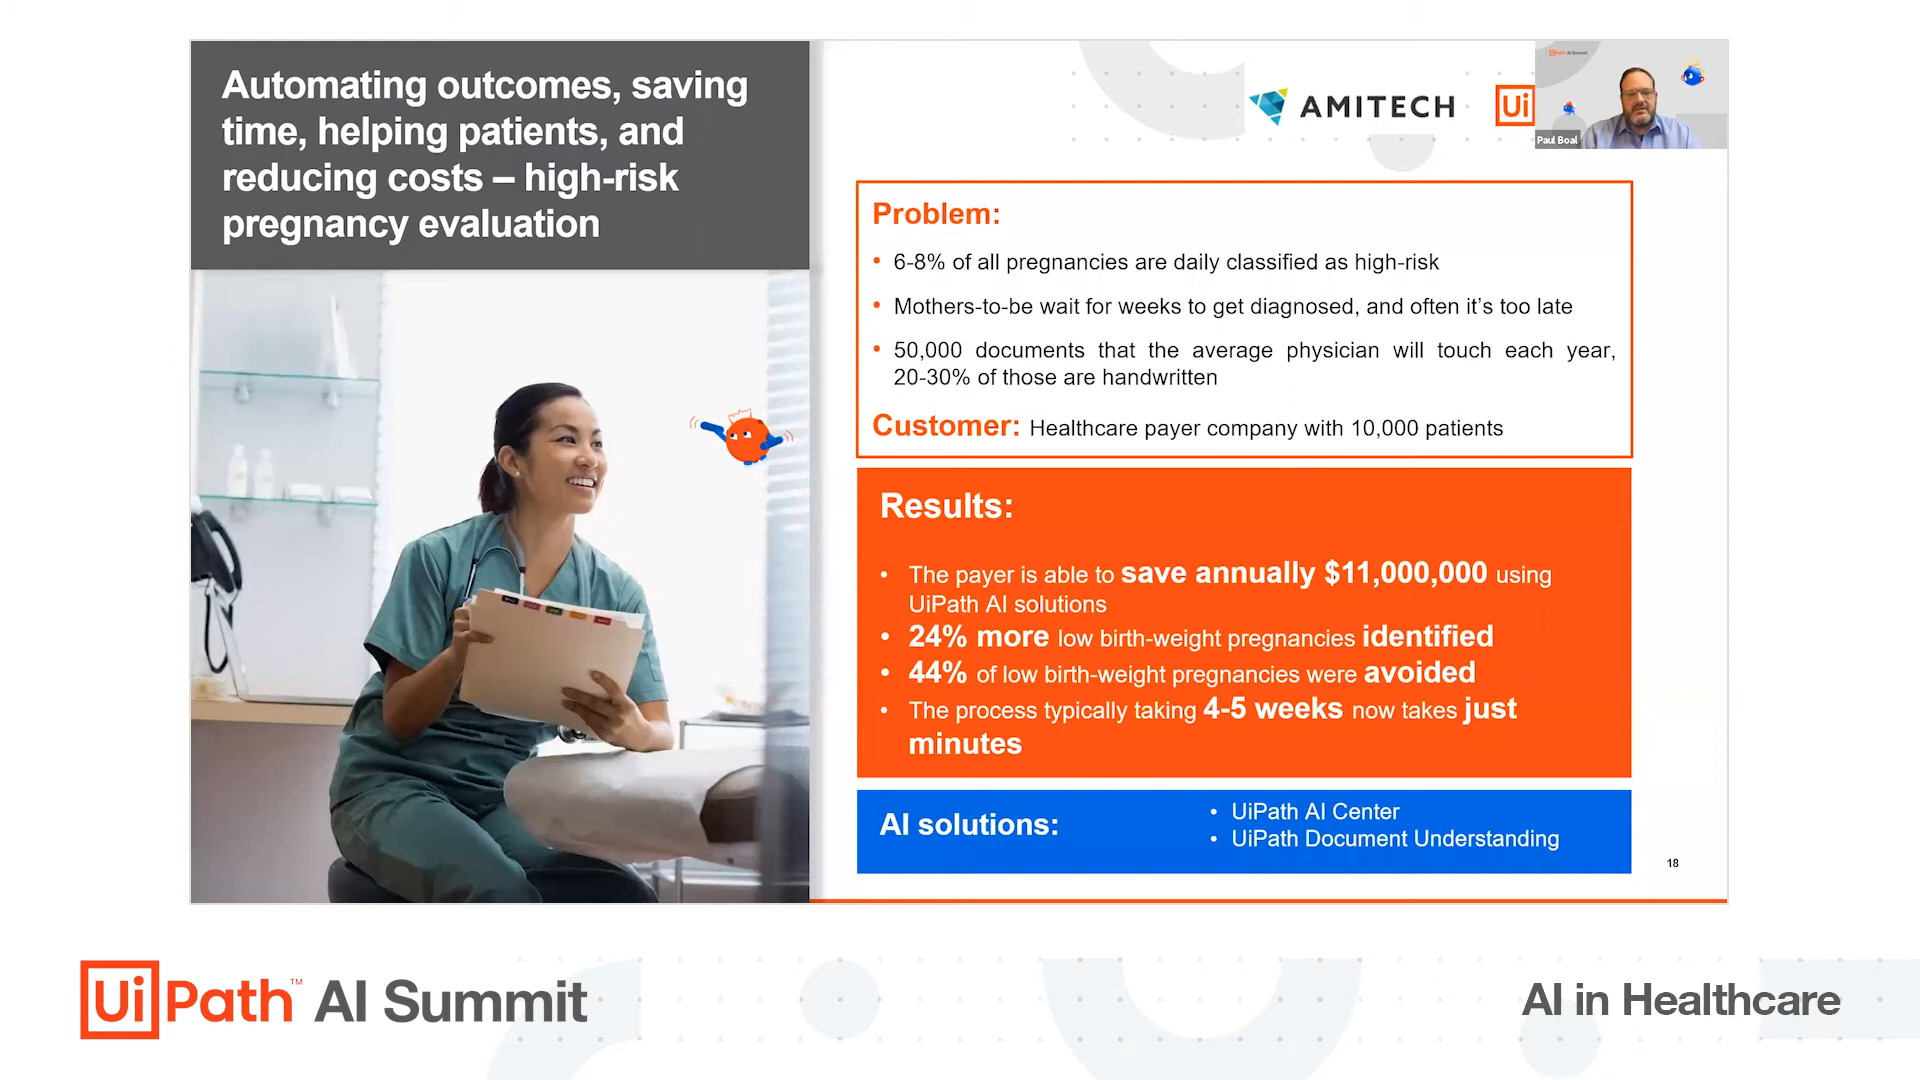 Automating outcomes, saving
time, helping patients, and
reducing costs – high-risk
pregnancy evaluation
AMITECH
Ui
UiPath AI Summit
Paul Boal
Problem:
• 6-8% of all pregnancies are daily classified as high-risk
• Mothers-to-be wait for weeks to get diagnosed, and often it's too late
• 50,000 documents that the average physician will touch each year,
20-30% of those are handwritten
Customer: Healthcare payer company with 10,000 patients
Results:
• The payer is able to save annually $11,000,000 using
UiPath AI solutions
• 24% more low birth-weight pregnancies identified
• 44% of low birth-weight pregnancies were avoided
• The process typically taking 4-5 weeks now takes just
minutes
AI solutions:
• UiPath AI Center
• UiPath Document Understanding
18
UiPath™ AI Summit
AI in Healthcare